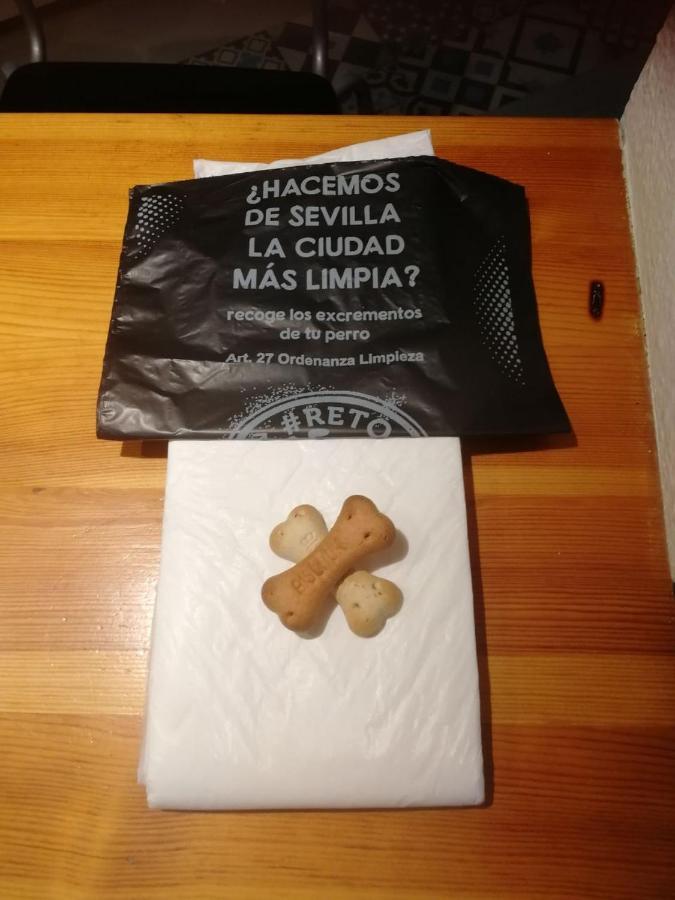 ¿HACEMOS
DE SEVILLA
LA CIUDAD
MÁS LIMPIA?
recoge los excrementos
de tu perro
Art. 27 Ordenanza Limpieza
#RETO